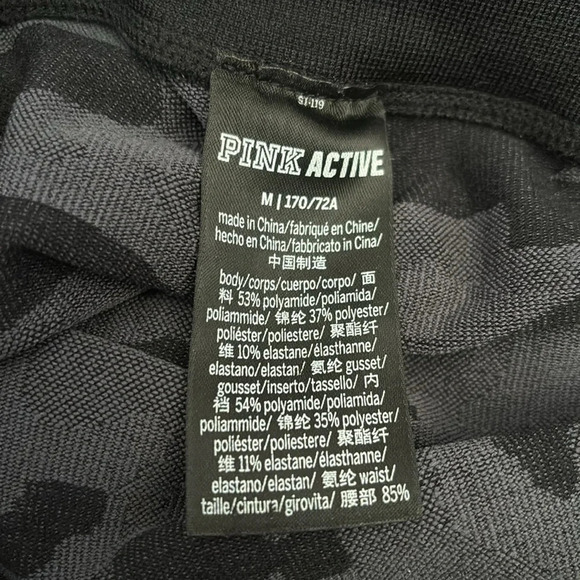 ST-119
PINK ACTIVE
M | 170/72A
made in China/fabriqué en Chine/
hecho en China/fabbricato in Cina/
中国制造
body/corps/cuerpo/corpo/ 面
料 53% polyamide/poliamida/
poliammide/ 锦纶 37% polyester/
poliéster/poliestere/ 聚酯纤
维 10% elastane/élasthanne/
elastano/elastan/ 氨纶 gusset/
gousset/inserto/tassello/ 内
裆 54% polyamide/poliamida/
poliammide/ 锦纶 35% polyester/
poliéster/poliestere/ 聚酯纤
维 11% elastane/élasthanne/
elastano/elastan/ 氨纶 waist/
taille/cintura/girovita/ 腰部 85%